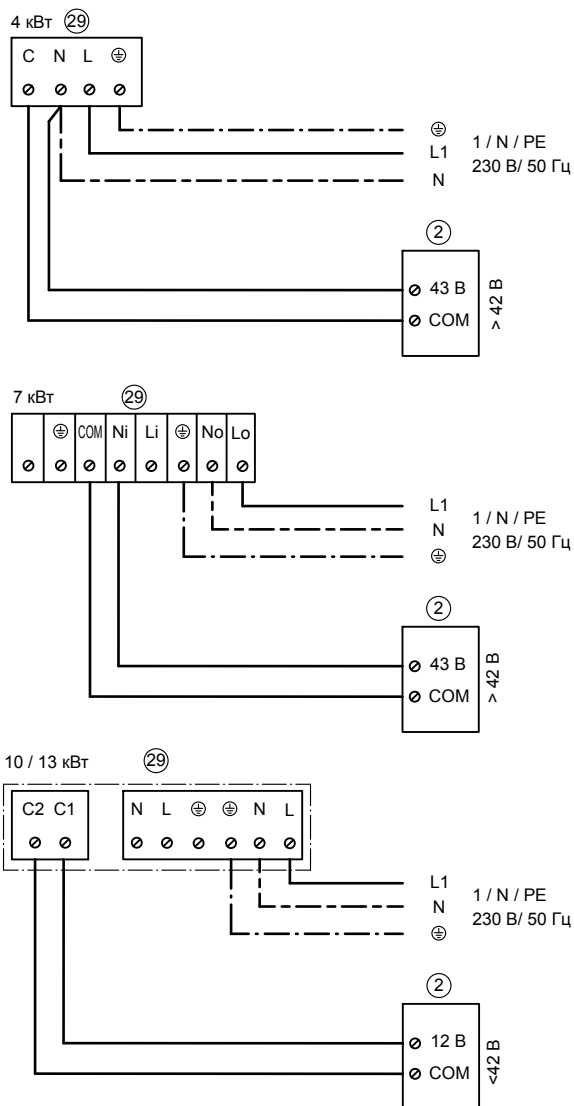 4 кВт 29
C N L
L1
N
1 / N / PE
230 В/ 50 Гц
2
43 В
COM
> 42 В
7 кВт 29
COM Ni Li No Lo
L1
N
1 / N / PE
230 В/ 50 Гц
2
43 В
COM
> 42 В
10 / 13 кВт 29
C2 C1 N L N L
L1
N
1 / N / PE
230 В/ 50 Гц
2
12 В
COM
<42 В